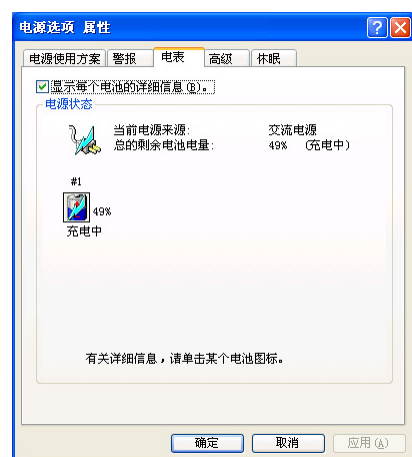 电源选项 属性
电源使用方案 警报 电表 高级 休眠
显示每个电池的详细信息(B)。
电源状态
当前电源来源: 交流电源
总的剩余电池电量: 49% (充电中)
#1
49%
充电中
有关详细信息，请单击某个电池图标。
确定 取消 应用(A)